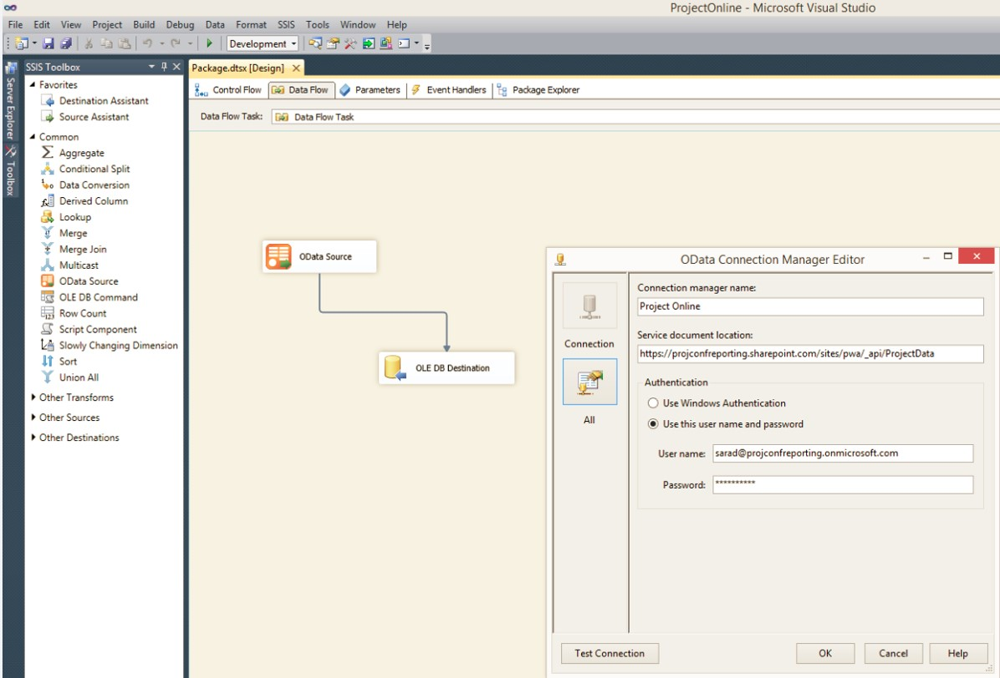 ProjectOnline - Microsoft Visual Studio
File Edit View Project Build Debug Data Format SSIS Tools Window Help
Development
Server Explorer
Toolbox
SSIS Toolbox
Favorites
Destination Assistant
Source Assistant
Common
Aggregate
Conditional Split
Data Conversion
Derived Column
Lookup
Merge
Merge Join
Multicast
OData Source
OLE DB Command
Row Count
Script Component
Slowly Changing Dimension
Sort
Union All
Other Transforms
Other Sources
Other Destinations
Package.dtsx [Design]
Control Flow Data Flow Parameters Event Handlers Package Explorer
Data Flow Task: Data Flow Task
OData Source
OLE DB Destination
OData Connection Manager Editor
Connection
All
Connection manager name:
Project Online
Service document location:
https://projconfreporting.sharepoint.com/sites/pwa/_api/ProjectData
Authentication
Use Windows Authentication
Use this user name and password
User name: sarad@projconfreporting.onmicrosoft.com
Password: **********
Test Connection OK Cancel Help